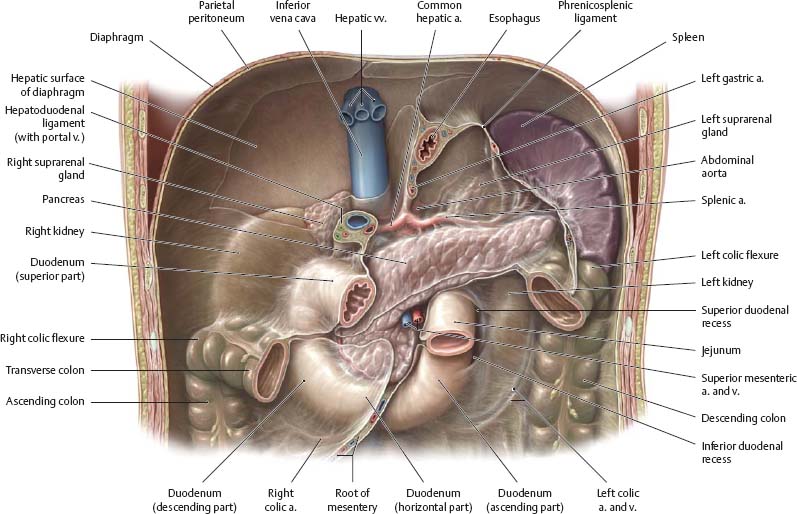 Parietal
peritoneum
Inferior
vena cava
Hepatic vv.
Common
hepatic a.
Esophagus
Phrenicosplenic
ligament
Diaphragm
Spleen
Hepatic surface
of diaphragm
Left gastric a.
Hepatoduodenal
ligament
(with portal v.)
Left suprarenal
gland
Right suprarenal
gland
Abdominal
aorta
Pancreas
Splenic a.
Right kidney
Duodenum
(superior part)
Left colic flexure
Left kidney
Superior duodenal
recess
Right colic flexure
Jejunum
Transverse colon
Superior mesenteric
a. and v.
Ascending colon
Descending colon
Inferior duodenal
recess
Duodenum
(descending part)
Right
colic a.
Root of
mesentery
Duodenum
(horizontal part)
Duodenum
(ascending part)
Left colic
a. and v.